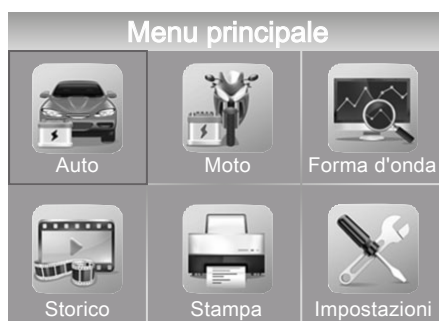 Menu principale
Auto
Moto
Forma d'onda
Storico
Stampa
Impostazioni